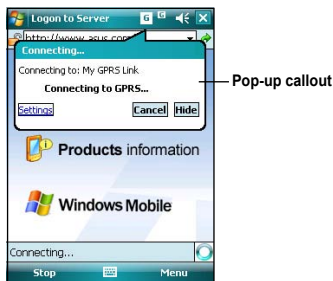 Logon to Server
G
G
http://www.asus.com
Connecting...
Connecting to: My GPRS Link
Connecting to GPRS...
Settings
Cancel
Hide
Pop-up callout
Products information
Windows Mobile
Connecting...
Stop
Menu